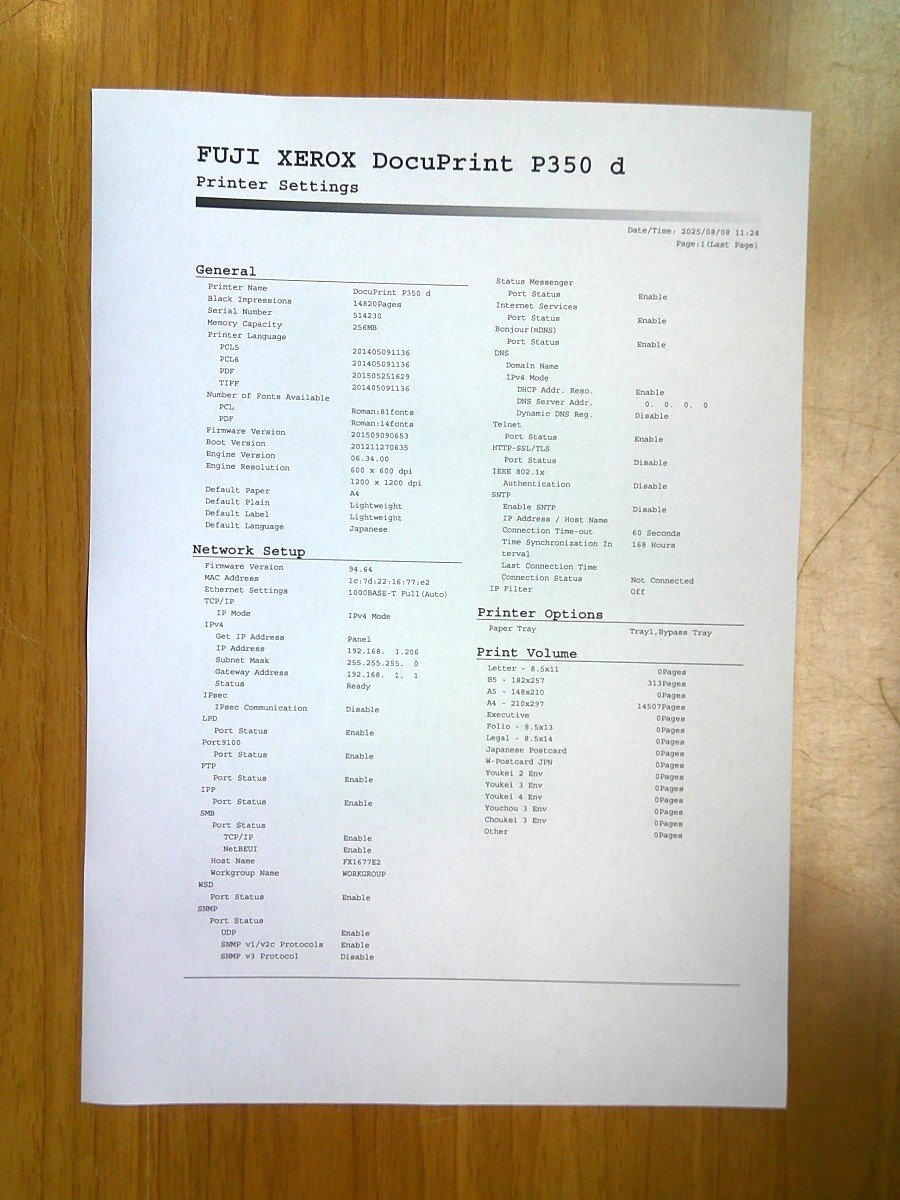 FUJI XEROX DocuPrint P350 d
Printer Settings
Date/Time: 2025/08/08 11:24
Page:1(Last Page)
General
Printer Name DocuPrint P350 d
Black Impressions 14820Pages
Serial Number 514230
Memory Capacity 256MB
Printer Language
PCL5 201405091136
PCL6 201405091136
PDF 201505251629
TIFF 201405091136
Number of Fonts Available
PCL Roman:81fonts
PDF Roman:14fonts
Firmware Version 201509090653
Boot Version 201211270635
Engine Version 06.34.00
Engine Resolution 600 x 600 dpi
1200 x 1200 dpi
Default Paper A4
Default Plain Lightweight
Default Label Lightweight
Default Language Japanese
Network Setup
Firmware Version 94.64
MAC Address 1c:7d:22:16:77:e2
Ethernet Settings 1000BASE-T Full(Auto)
TCP/IP
IP Mode IPv4 Mode
IPv4
Get IP Address Panel
IP Address 192.168.  1.206
Subnet Mask 255.255.255.  0
Gateway Address 192.168.  1.  1
Status Ready
IPsec
IPsec Communication Disable
LPD
Port Status Enable
Port9100
Port Status Enable
FTP
Port Status Enable
IPP
Port Status Enable
SMB
Port Status
TCP/IP Enable
NetBEUI Enable
Host Name FX1677E2
Workgroup Name WORKGROUP
WSD
Port Status Enable
SNMP
Port Status
UDP Enable
SNMP v1/v2c Protocols Enable
SNMP v3 Protocol Disable
Status Messenger
Port Status Enable
Internet Services
Port Status Enable
Bonjour(mDNS)
Port Status Enable
DNS
Domain Name
IPv4 Mode
DHCP Addr. Reso. Enable
DNS Server Addr. 0.  0.  0.  0
Dynamic DNS Reg. Disable
Telnet
Port Status Enable
HTTP-SSL/TLS
Port Status Disable
IEEE 802.1x
Authentication Disable
SNTP
Enable SNTP Disable
IP Address / Host Name
Connection Time-out 60 Seconds
Time Synchronization In 168 Hours
terval
Last Connection Time
Connection Status Not Connected
IP Filter Off
Printer Options
Paper Tray Tray1,Bypass Tray
Print Volume
Letter - 8.5x11 0Pages
B5 - 182x257 313Pages
A5 - 148x210 0Pages
A4 - 210x297 14507Pages
Executive 0Pages
Folio - 8.5x13 0Pages
Legal - 8.5x14 0Pages
Japanese Postcard 0Pages
W-Postcard JPN 0Pages
Youkei 2 Env 0Pages
Youkei 3 Env 0Pages
Youkei 4 Env 0Pages
Youchou 3 Env 0Pages
Choukei 3 Env 0Pages
Other 0Pages